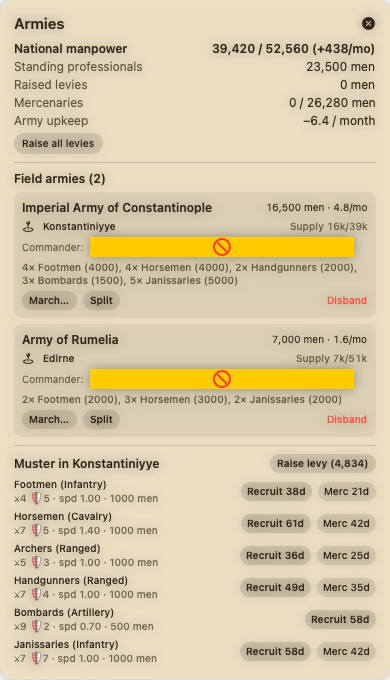 Armies
National manpower 39,420 / 52,560 (+438/mo)
Standing professionals 23,500 men
Raised levies 0 men
Mercenaries 0 / 26,280 men
Army upkeep −6.4 / month
Raise all levies
Field armies (2)
Imperial Army of Constantinople 16,500 men · 4.8/mo
Konstantiniyye Supply 16k/39k
Commander:
4× Footmen (4000), 4× Horsemen (4000), 2× Handgunners (2000),
3× Bombards (1500), 5× Janissaries (5000)
March... Split Disband
Army of Rumelia 7,000 men · 1.6/mo
Edirne Supply 7k/51k
Commander:
2× Footmen (2000), 3× Horsemen (3000), 2× Janissaries (2000)
March... Split Disband
Muster in Konstantiniyye Raise levy (4,834)
Footmen (Infantry)
⚔4 🛡5 · spd 1.00 · 1000 men Recruit 38d Merc 21d
Horsemen (Cavalry)
⚔7 🛡5 · spd 1.40 · 1000 men Recruit 61d Merc 42d
Archers (Ranged)
⚔5 🛡3 · spd 1.00 · 1000 men Recruit 36d Merc 25d
Handgunners (Ranged)
⚔7 🛡4 · spd 1.00 · 1000 men Recruit 49d Merc 35d
Bombards (Artillery)
⚔9 🛡2 · spd 0.70 · 500 men Recruit 58d
Janissaries (Infantry)
⚔7 🛡7 · spd 1.00 · 1000 men Recruit 58d Merc 42d